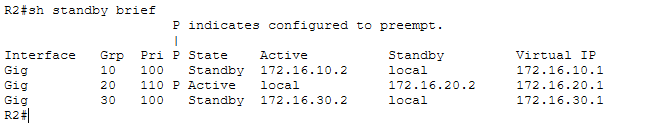 R2#sh standby brief
                     P indicates configured to preempt.
                     |
Interface   Grp  Pri P State   Active          Standby         Virtual IP
Gig         10   100   Standby 172.16.10.2     local           172.16.10.1
Gig         20   110 P Active  local           172.16.20.2     172.16.20.1
Gig         30   100   Standby 172.16.30.2     local           172.16.30.1
R2#